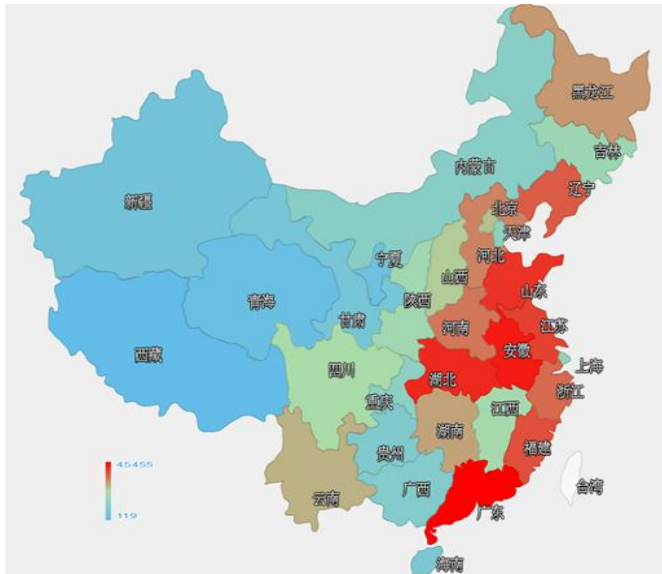 黑龙江
吉林
内蒙古
辽宁
新疆
北京
天津
宁夏
河北
山西
青海
山东
陕西
甘肃
河南
江苏
西藏
安徽
四川
上海
湖北
重庆
浙江
江西
湖南
福建
贵州
45455
台湾
广西
云南
广东
119
海南